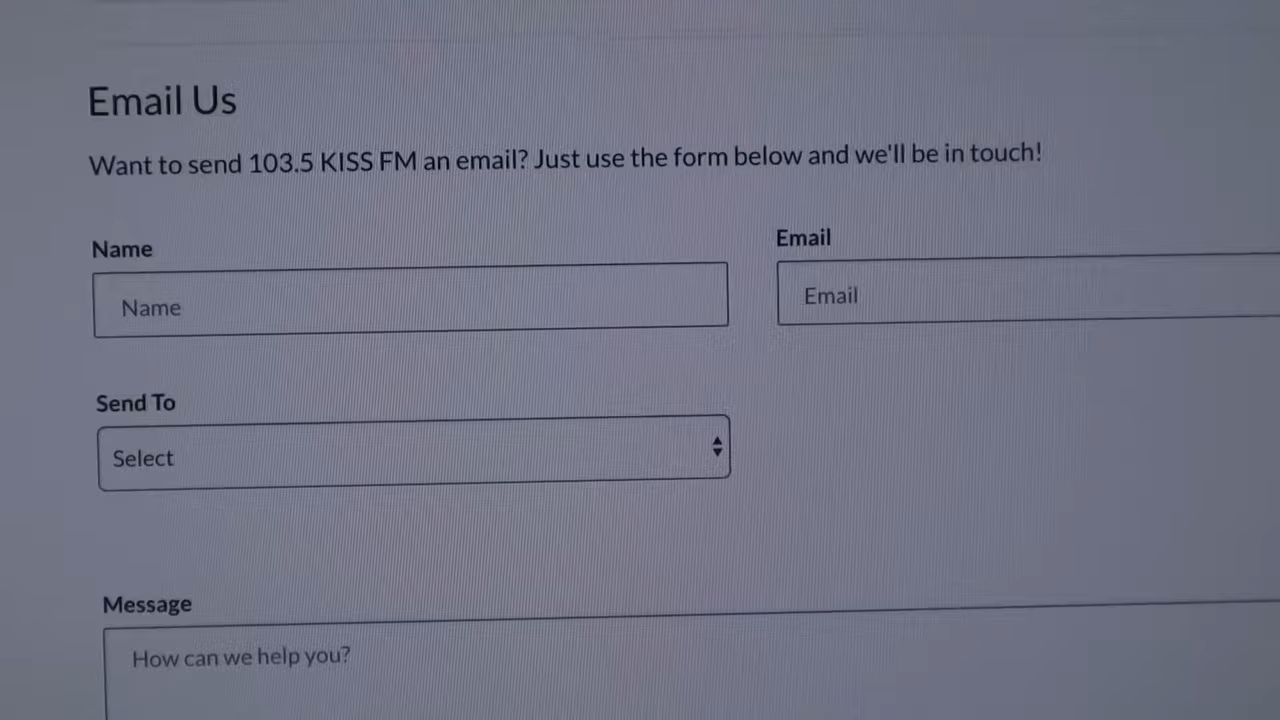 Email Us
Want to send 103.5 KISS FM an email? Just use the form below and we'll be in touch!
Name
Email
Name
Email
Send To
Select
Message
How can we help you?